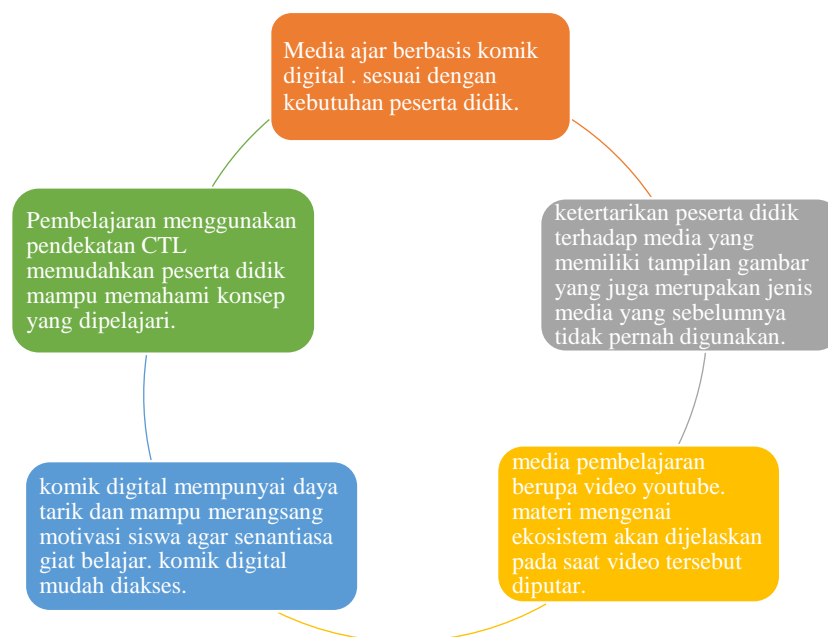 Media ajar berbasis komik
digital . sesuai dengan
kebutuhan peserta didik.
ketertarikan peserta didik
terhadap media yang
memiliki tampilan gambar
yang juga merupakan jenis
media yang sebelumnya
tidak pernah digunakan.
media pembelajaran
berupa video youtube.
materi mengenai
ekosistem akan dijelaskan
pada saat video tersebut
diputar.
komik digital mempunyai daya
tarik dan mampu merangsang
motivasi siswa agar senantiasa
giat belajar. komik digital
mudah diakses.
Pembelajaran menggunakan
pendekatan CTL
memudahkan peserta didik
mampu memahami konsep
yang dipelajari.